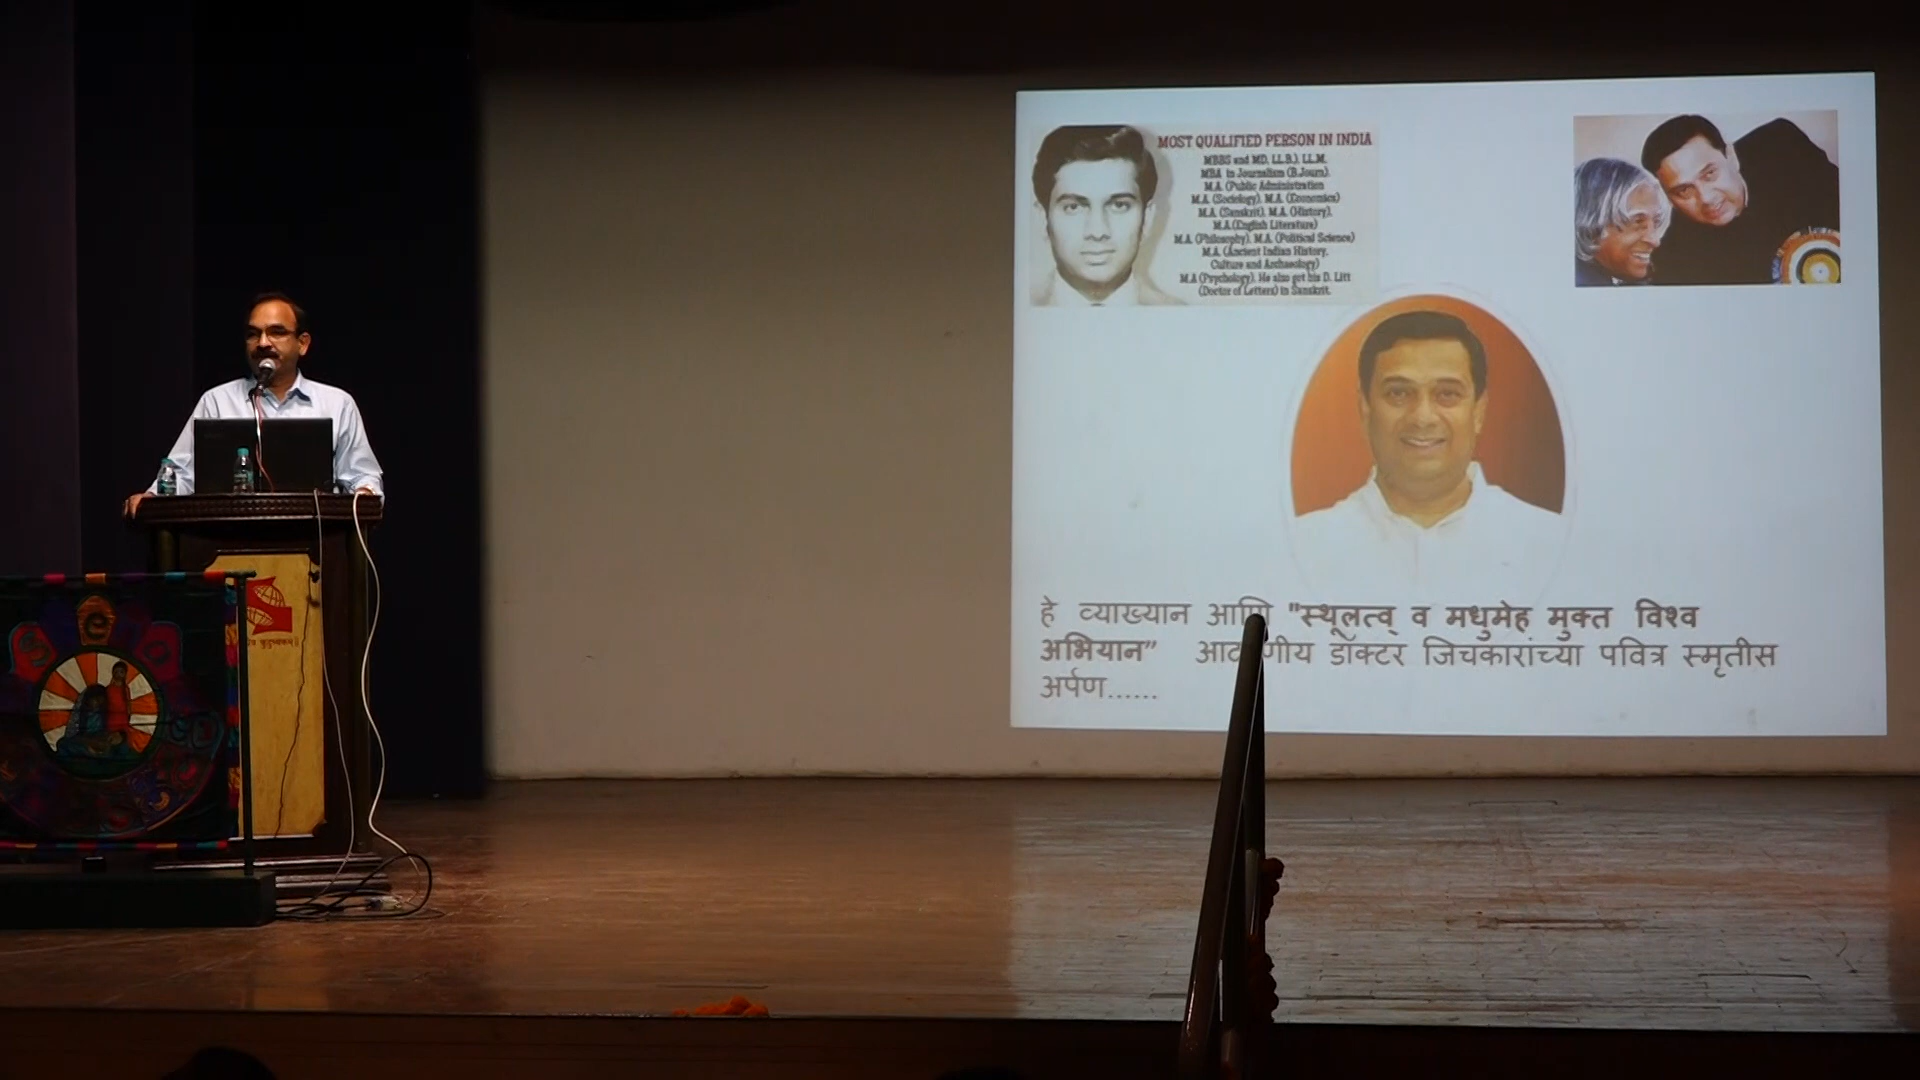 MOST QUALIFIED PERSON IN INDIA
MBBS and MD, LL.B.), LL.M,
MBA in Journalism (B.Journ).
M.A. (Public Administration
M.A. (Sociology), M.A. (Economics)
M.A. (Sanskrit), M.A. (History),
M.A.(English Literature)
M.A. (Philosophy), M.A. (Political Science)
M.A. (Ancient Indian History,
Culture and Archaeology)
M.A (Psychology). He also got his D. Litt
(Doctor of Letters) in Sanskrit.
हे व्याख्यान आणि "स्थूलत्व् व मधुमेह मुक्त विश्व
अभियान” डॉक्टर जिचकारांच्या पवित्र स्मृतीस
अर्पण......